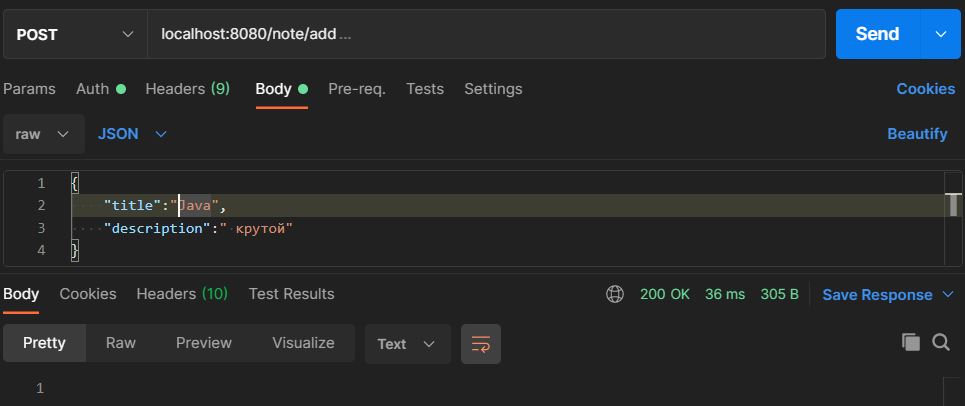 POST localhost:8080/note/add... Send
Params Auth Headers (9) Body Pre-req. Tests Settings Cookies
raw JSON Beautify
1 {
2 "title":"Java",
3 "description":" крутой"
4 }
Body Cookies Headers (10) Test Results 200 OK 36 ms 305 B Save Response
Pretty Raw Preview Visualize Text
1